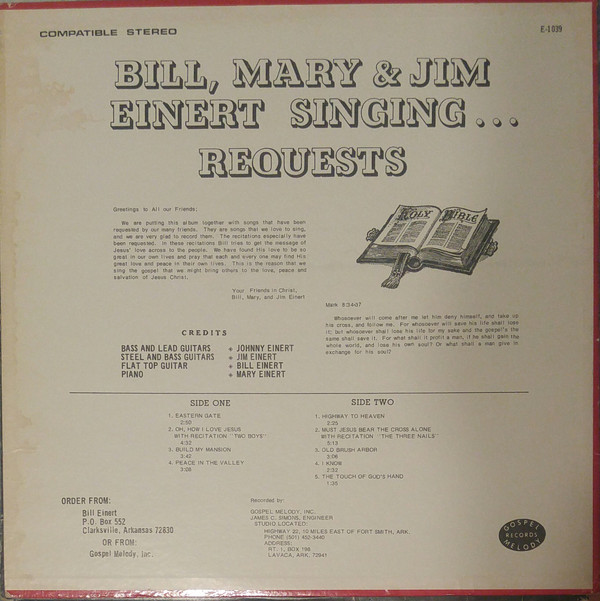 COMPATIBLE STEREO
E-1039
BILL, MARY & JIM
EINERT SINGING...
REQUESTS
Greetings to All our Friends;
We are putting this album together with songs that have been
requested by our many friends. They are songs that we love to sing,
and we are very glad to record them. The recitations especially have
been requested. In these recitations Bill tries to get the message of
Jesus' love across to the people. We have found His love to be so
great in our own lives and pray that each and every one may find His
great love and peace in their own lives. This is the reason that we
sing the gospel that we might bring others to the love, peace and
salvation of Jesus Christ.
Your Friends in Christ,
Bill, Mary, and Jim Einert
HOLY BIBLE
Mark 8:34-37
Whosoever will come after me let him deny himself, and take up
his cross, and follow me. For whosoever will save his life shall lose
it; but whosoever shall lose his life for my sake and the gospel's the
same shall save it. For what shall it profit a man, if he shall gain the
whole world, and lose his own soul? Or what shall a man give in
exchange for his soul?
CREDITS
BASS AND LEAD GUITARS + JOHNNY EINERT
STEEL AND BASS GUITARS + JIM EINERT
FLAT TOP GUITAR + BILL EINERT
PIANO + MARY EINERT
SIDE ONE
1. EASTERN GATE
2:50
2. OH, HOW I LOVE JESUS
WITH RECITATION "TWO BOYS"
4:32
3. BUILD MY MANSION
3:42
4. PEACE IN THE VALLEY
3:08
SIDE TWO
1. HIGHWAY TO HEAVEN
2:25
2. MUST JESUS BEAR THE CROSS ALONE
WITH RECITATION "THE THREE NAILS"
5:13
3. OLD BRUSH ARBOR
3:06
4. I KNOW
2:32
5. THE TOUCH OF GOD'S HAND
1:35
ORDER FROM:
Bill Einert
P.O. Box 552
Clarksville, Arkansas 72830
OR FROM:
Gospel Melody, Inc.
Recorded by:
GOSPEL MELODY, INC.
JAMES C. SIMONS, ENGINEER
STUDIO LOCATED:
HIGHWAY 22, 10 MILES EAST OF FORT SMITH, ARK.
PHONE (501) 452-3440
ADDRESS:
RT. 1, BOX 198
LAVACA, ARK, 72941
GOSPEL
RECORDS
MELODY